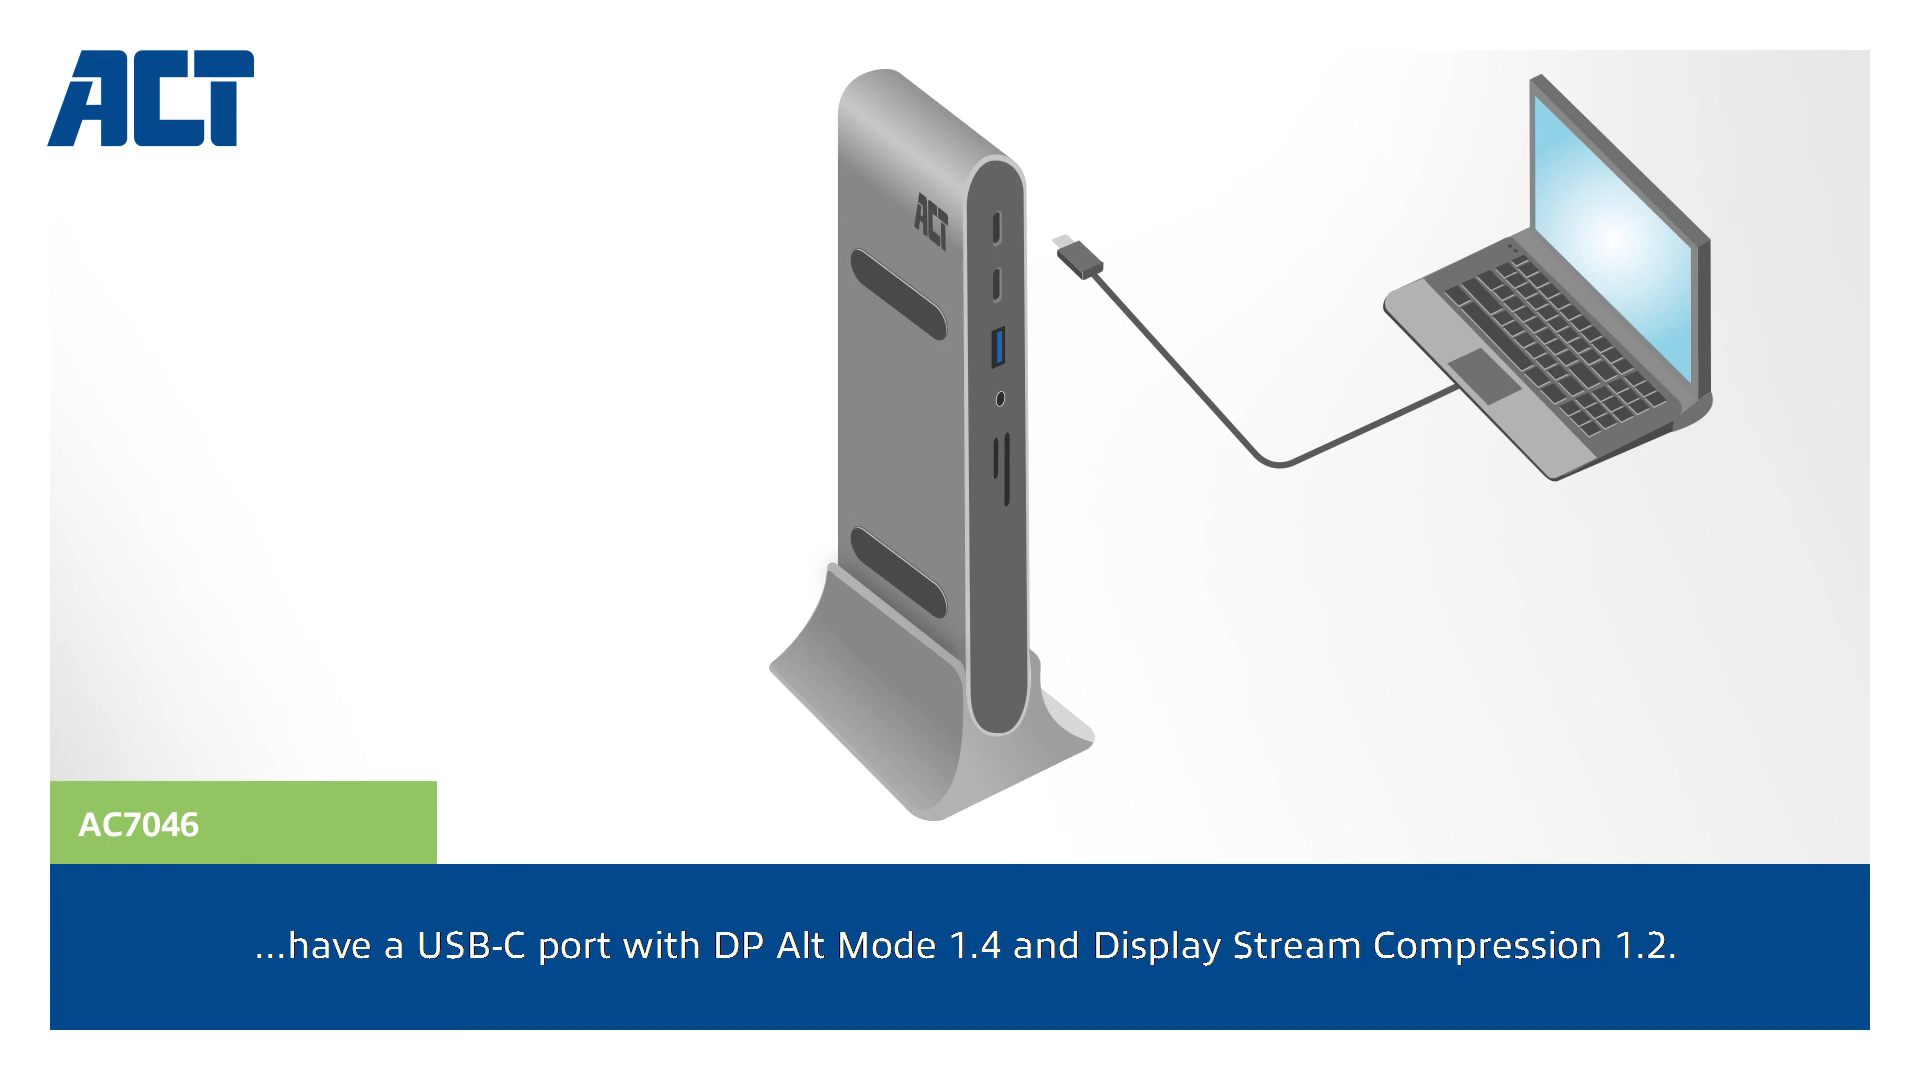 ACT
ACT
AC7046
...have a USB-C port with DP Alt Mode 1.4 and Display Stream Compression 1.2.